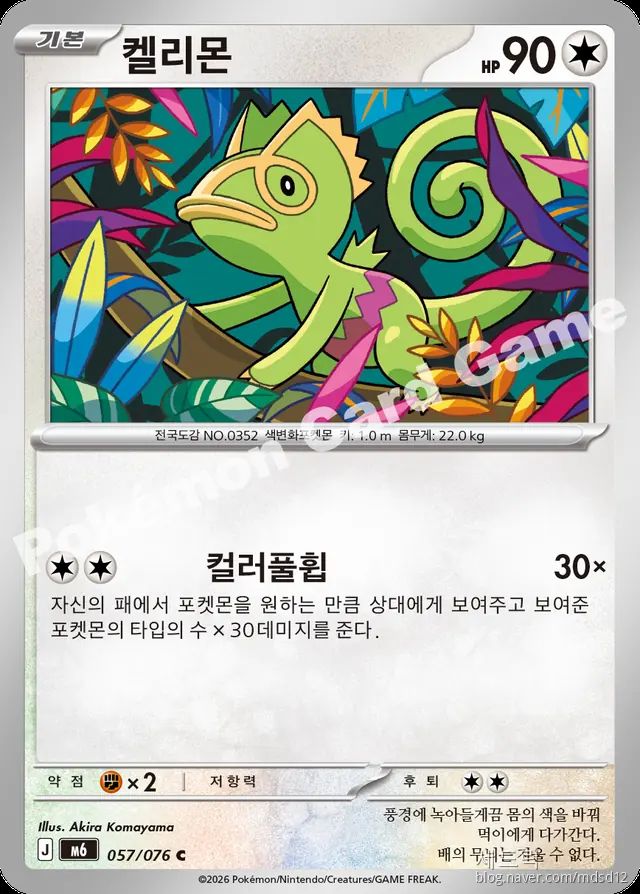 기본 켈리몬 HP 90
전국도감 NO.0352 색변화포켓몬 키: 1.0 m 몸무게: 22.0 kg
Pokémon Card Game
컬러풀휩 30×
자신의 패에서 포켓몬을 원하는 만큼 상대에게 보여주고 보여준
포켓몬의 타입의 수 × 30데미지를 준다.
약점 ×2 저항력 후퇴
풍경에 녹아들게끔 몸의 색을 바꿔
먹이에게 다가간다.
배의 무늬는 바꿀 수 없다.
Illus. Akira Komayama
J M6 057/076 C
©2026 Pokémon/Nintendo/Creatures/GAME FREAK.
blog.naver.com/mdsd12